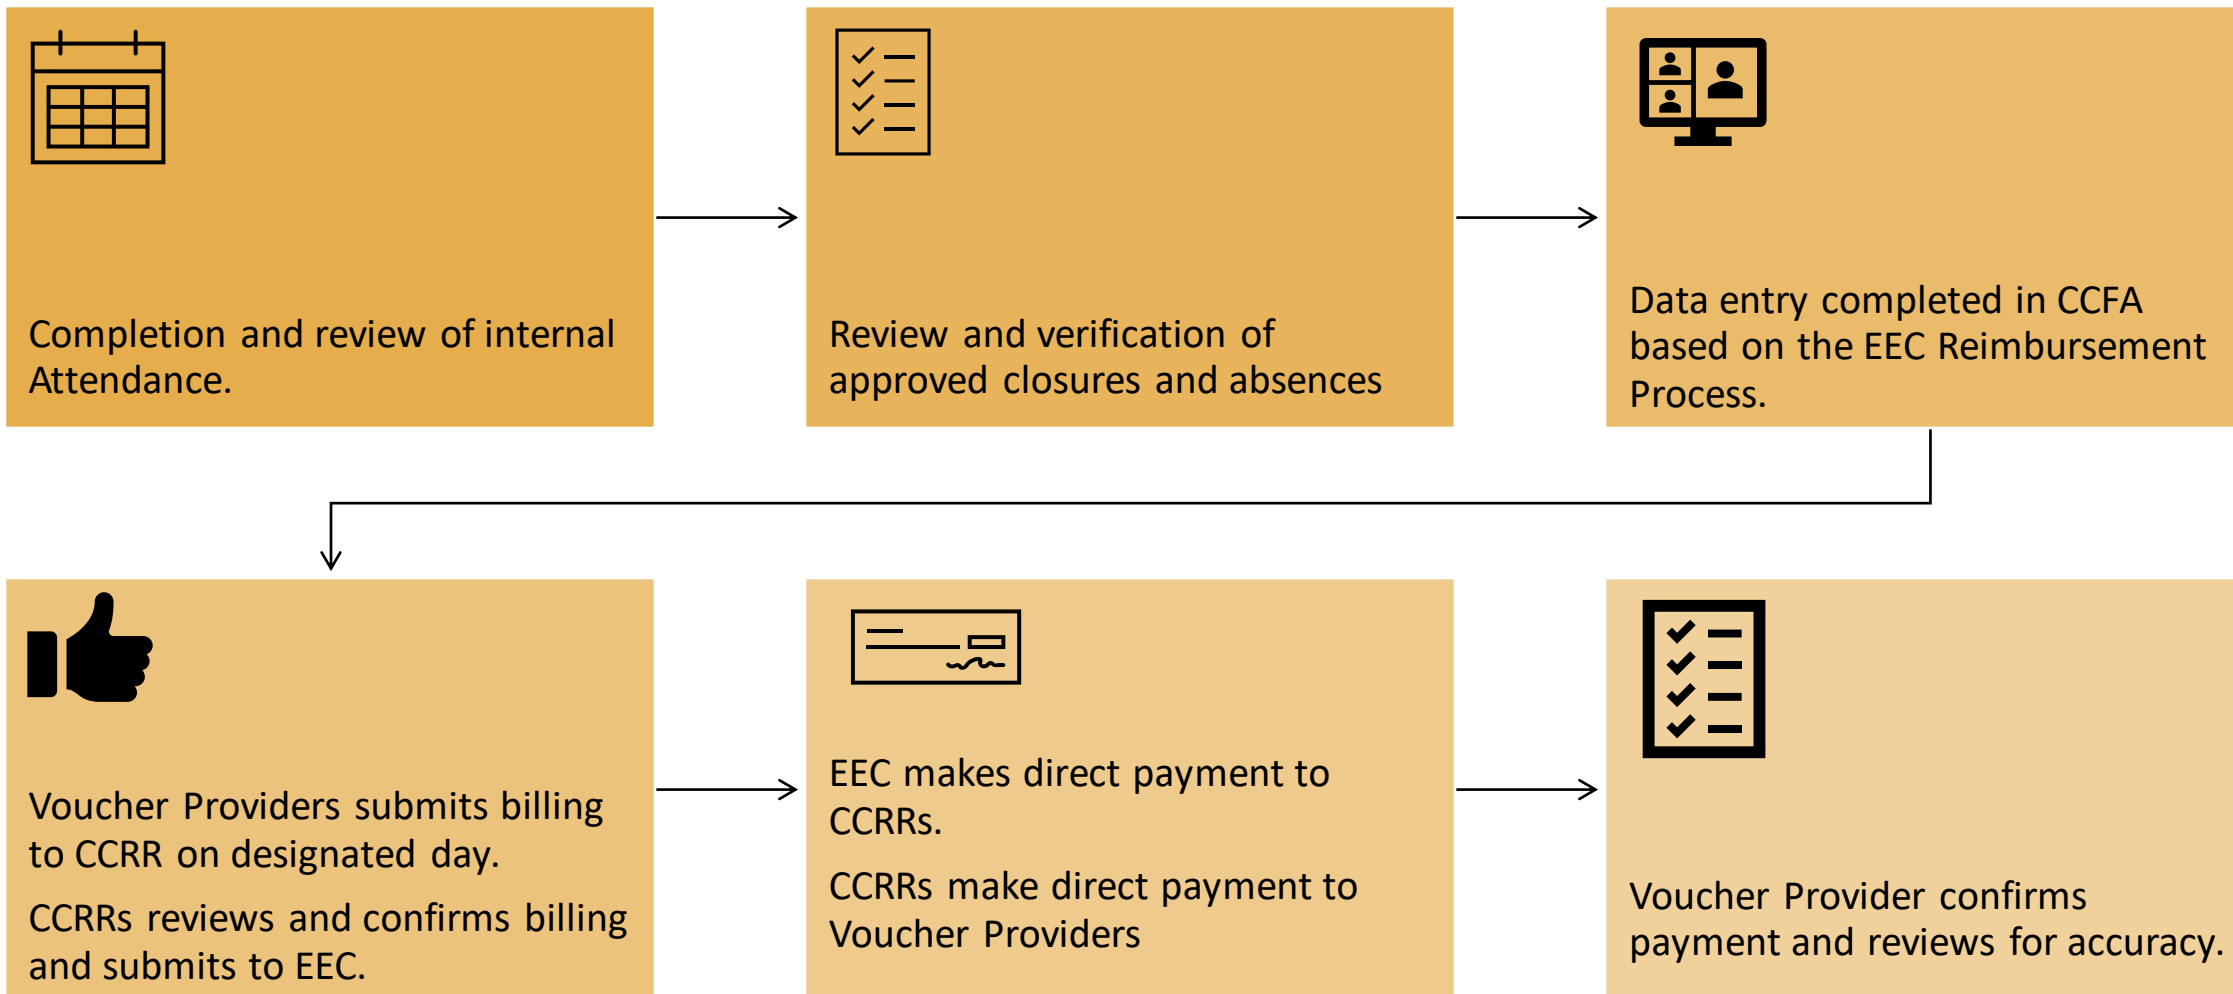 Completion and review of internal
Attendance.
Review and verification of
approved closures and absences
Data entry completed in CCFA
based on the EEC Reimbursement
Process.
Voucher Providers submits billing
to CCRR on designated day.
CCRRs reviews and confirms billing
and submits to EEC.
EEC makes direct payment to
CCRRs.
CCRRs make direct payment to
Voucher Providers
Voucher Provider confirms
payment and reviews for accuracy.